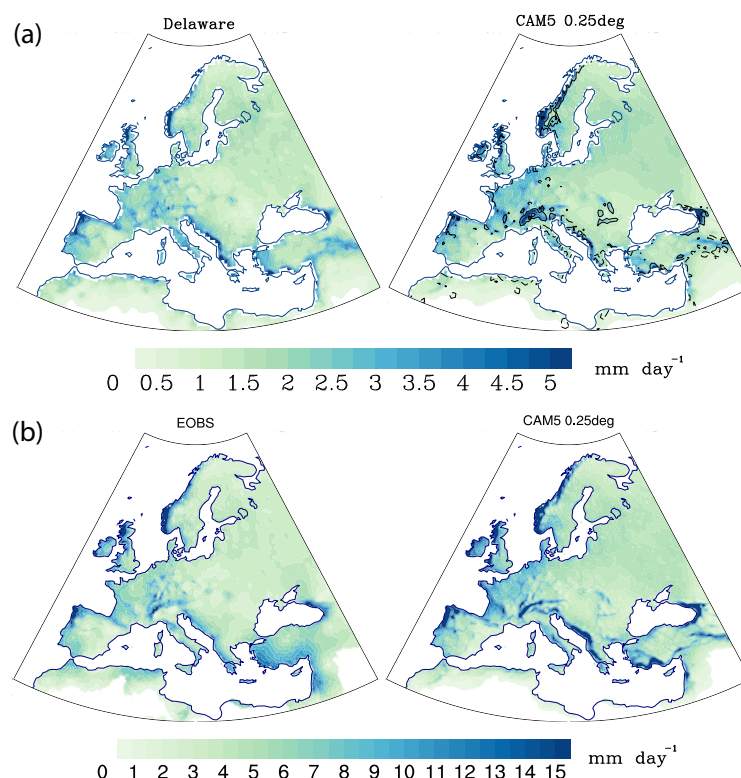 (a)
Delaware
CAM5 0.25deg
0 0.5 1 1.5 2 2.5 3 3.5 4 4.5 5 mm day⁻¹
(b)
EOBS
CAM5 0.25deg
0 1 2 3 4 5 6 7 8 9 10 11 12 13 14 15 mm day⁻¹